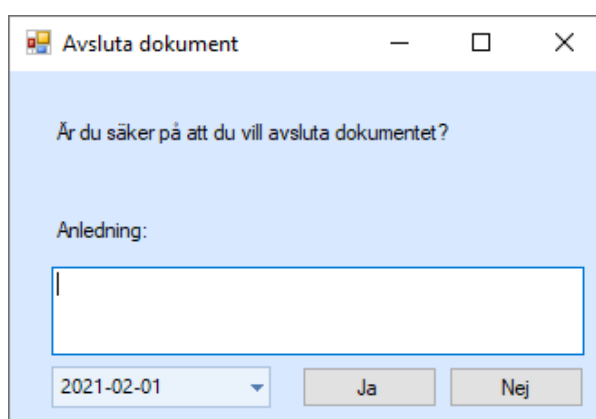 Avsluta dokument
Är du säker på att du vill avsluta dokumentet?
Anledning:
2021-02-01 Ja Nej